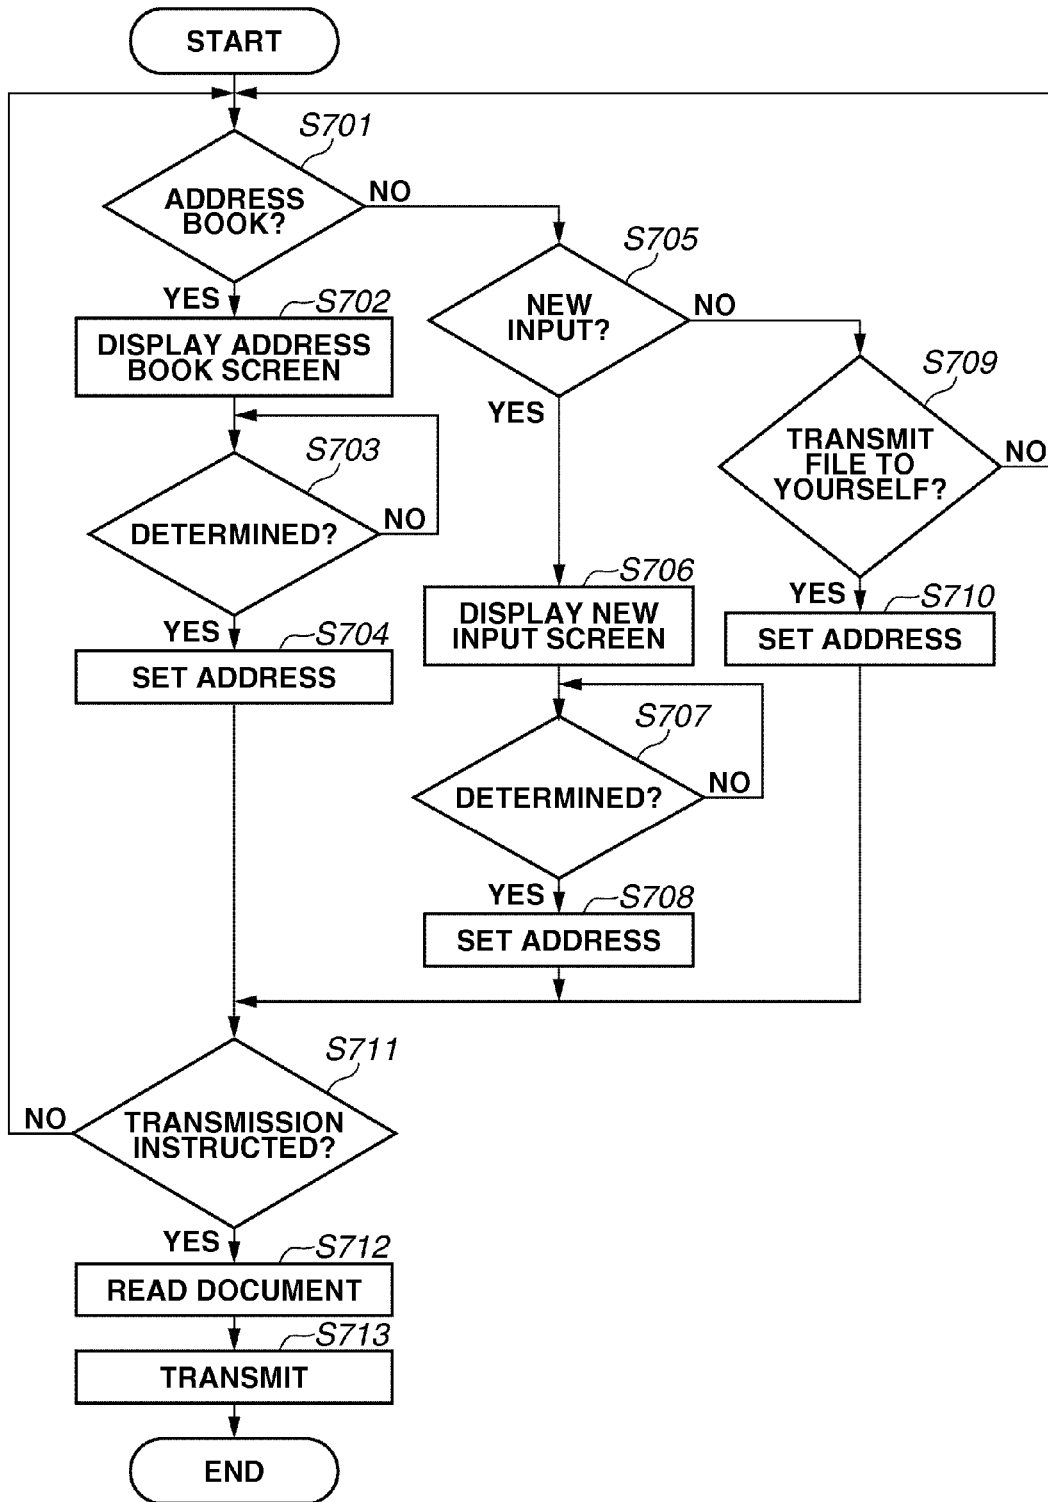 START
S701
ADDRESS
BOOK?
NO
YES
S702
DISPLAY ADDRESS
BOOK SCREEN
S703
DETERMINED?
NO
YES
S704
SET ADDRESS
S705
NEW
INPUT?
NO
YES
S706
DISPLAY NEW
INPUT SCREEN
S707
DETERMINED?
NO
YES
S708
SET ADDRESS
S709
TRANSMIT
FILE TO
YOURSELF?
NO
YES
S710
SET ADDRESS
S711
TRANSMISSION
INSTRUCTED?
NO
YES
S712
READ DOCUMENT
S713
TRANSMIT
END